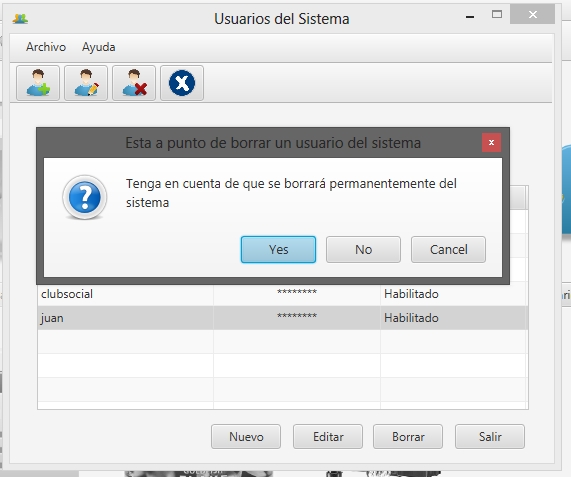 Usuarios del Sistema
Archivo Ayuda
Esta a punto de borrar un usuario del sistema
Tenga en cuenta de que se borrará permanentemente del
sistema
Yes No Cancel
clubsocial ******** Habilitado
juan ******** Habilitado
Nuevo Editar Borrar Salir